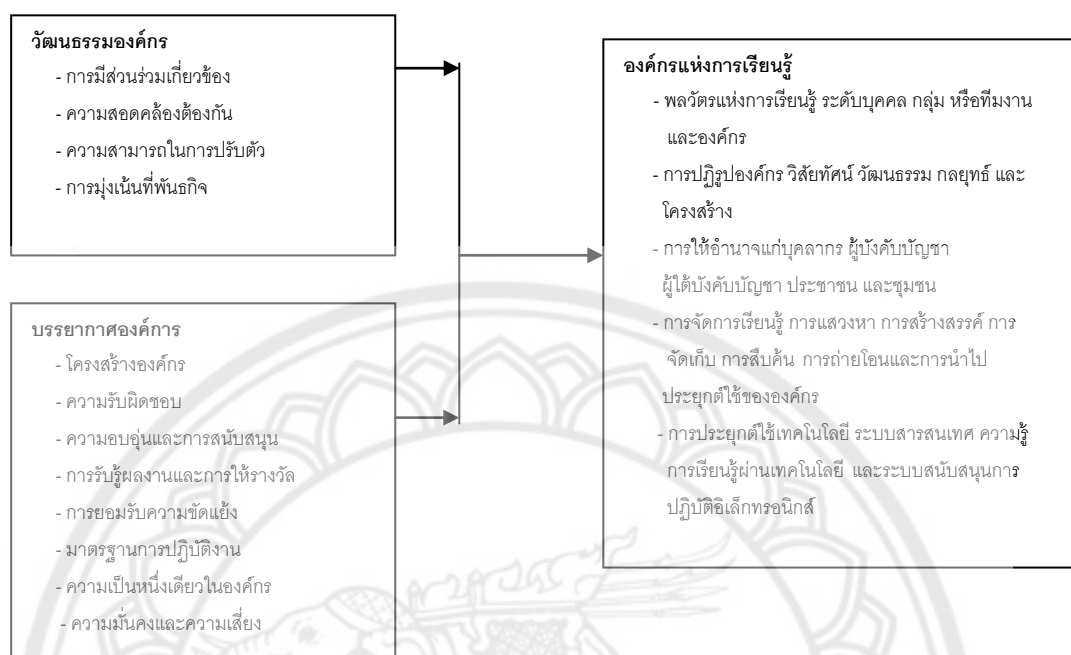 วัฒนธรรมองค์กร
- การมีส่วนร่วมเกี่ยวข้อง
- ความสอดคล้องต้องกัน
- ความสามารถในการปรับตัว
- การมุ่งเน้นที่พันธกิจ
บรรยากาศองค์การ
- โครงสร้างองค์กร
- ความรับผิดชอบ
- ความอบอุ่นและการสนับสนุน
- การรับรู้ผลงานและการให้รางวัล
- การยอมรับความขัดแย้ง
- มาตรฐานการปฏิบัติงาน
- ความเป็นหนึ่งเดียวในองค์กร
- ความมั่นคงและความเสี่ยง
องค์กรแห่งการเรียนรู้
- พลวัตรแห่งการเรียนรู้ ระดับบุคคล กลุ่ม หรือทีมงาน
และองค์กร
- การปฏิรูปองค์กร วิสัยทัศน์ วัฒนธรรม กลยุทธ์ และ
โครงสร้าง
- การให้อำนาจแก่บุคลากร ผู้บังคับบัญชา
ผู้ใต้บังคับบัญชา ประชาชน และชุมชน
- การจัดการเรียนรู้ การแสวงหา การสร้างสรรค์ การ
จัดเก็บ การสืบค้น การถ่ายโอนและการนำไป
ประยุกต์ใช้ขององค์กร
- การประยุกต์ใช้เทคโนโลยี ระบบสารสนเทศ ความรู้
การเรียนรู้ผ่านเทคโนโลยี และระบบสนับสนุนการ
ปฏิบัติอิเล็กทรอนิกส์